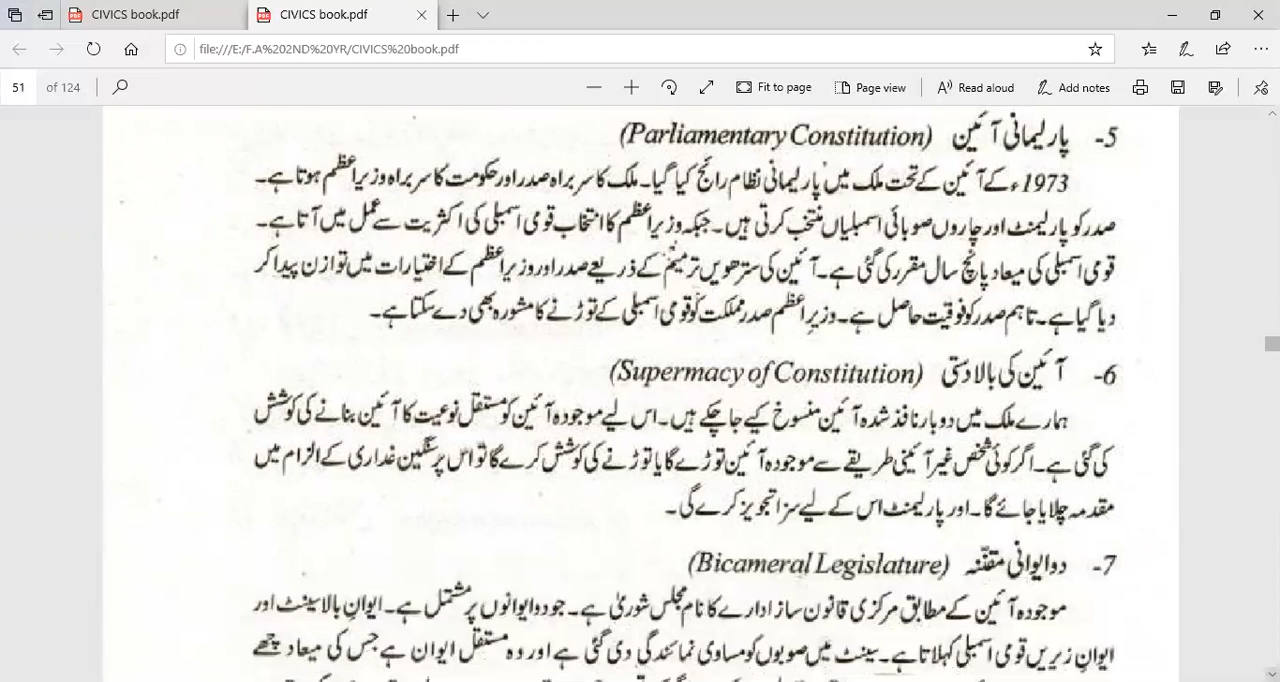 CIVICS book.pdf
CIVICS book.pdf
file:///E:/F.A%202ND%20YR/CIVICS%20book.pdf
51 of 124
Fit to page
Page view
Read aloud
Add notes
5- پارلیمانی آئین (Parliamentary Constitution)
1973ء کے آئین کے تحت ملک میں پارلیمانی نظام رائج کیا گیا۔ ملک کا سربراہ صدر اور حکومت کا سربراہ وزیراعظم ہوتا ہے۔
صدر کو پارلیمنٹ اور چاروں صوبائی اسمبلیاں منتخب کرتی ہیں۔ جبکہ وزیراعظم کا انتخاب قومی اسمبلی کی اکثریت سے عمل میں آتا ہے۔
قومی اسمبلی کی میعاد پانچ سال مقرر کی گئی ہے۔ آئین کی سترھویں ترمیم کے ذریعے صدر اور وزیراعظم کے اختیارات میں توازن پیدا کر
دیا گیا ہے۔ تاہم صدر کو فوقیت حاصل ہے۔ وزیرِاعظم صدر مملکت کو قومی اسمبلی کے توڑنے کا مشورہ بھی دے سکتا ہے۔
6- آئین کی بالادستی (Supermacy of Constitution)
ہمارے ملک میں دو بار نافذ شدہ آئین منسوخ کیے جا چکے ہیں۔ اس لیے موجودہ آئین کو مستقل نوعیت کا آئین بنانے کی کوشش
کی گئی ہے۔ اگر کوئی شخص غیر آئینی طریقے سے موجودہ آئین توڑے گا یا توڑنے کی کوشش کرے گا تو اس پر سنگین غداری کے الزام میں
مقدمہ چلایا جائے گا۔ اور پارلیمنٹ اس کے لیے سزا تجویز کرے گی۔
7- دو ایوانی مقنّنہ (Bicameral Legislature)
موجودہ آئین کے مطابق مرکزی قانون ساز ادارے کا نام مجلس شوریٰ ہے۔ جو دو ایوانوں پر مشتمل ہے۔ ایوانِ بالا سینٹ اور
ایوانِ زیریں قومی اسمبلی کہلاتا ہے۔ سینٹ میں صوبوں کو مساوی نمائندگی دی گئی ہے اور وہ مستقل ایوان ہے جس کی میعاد چھے